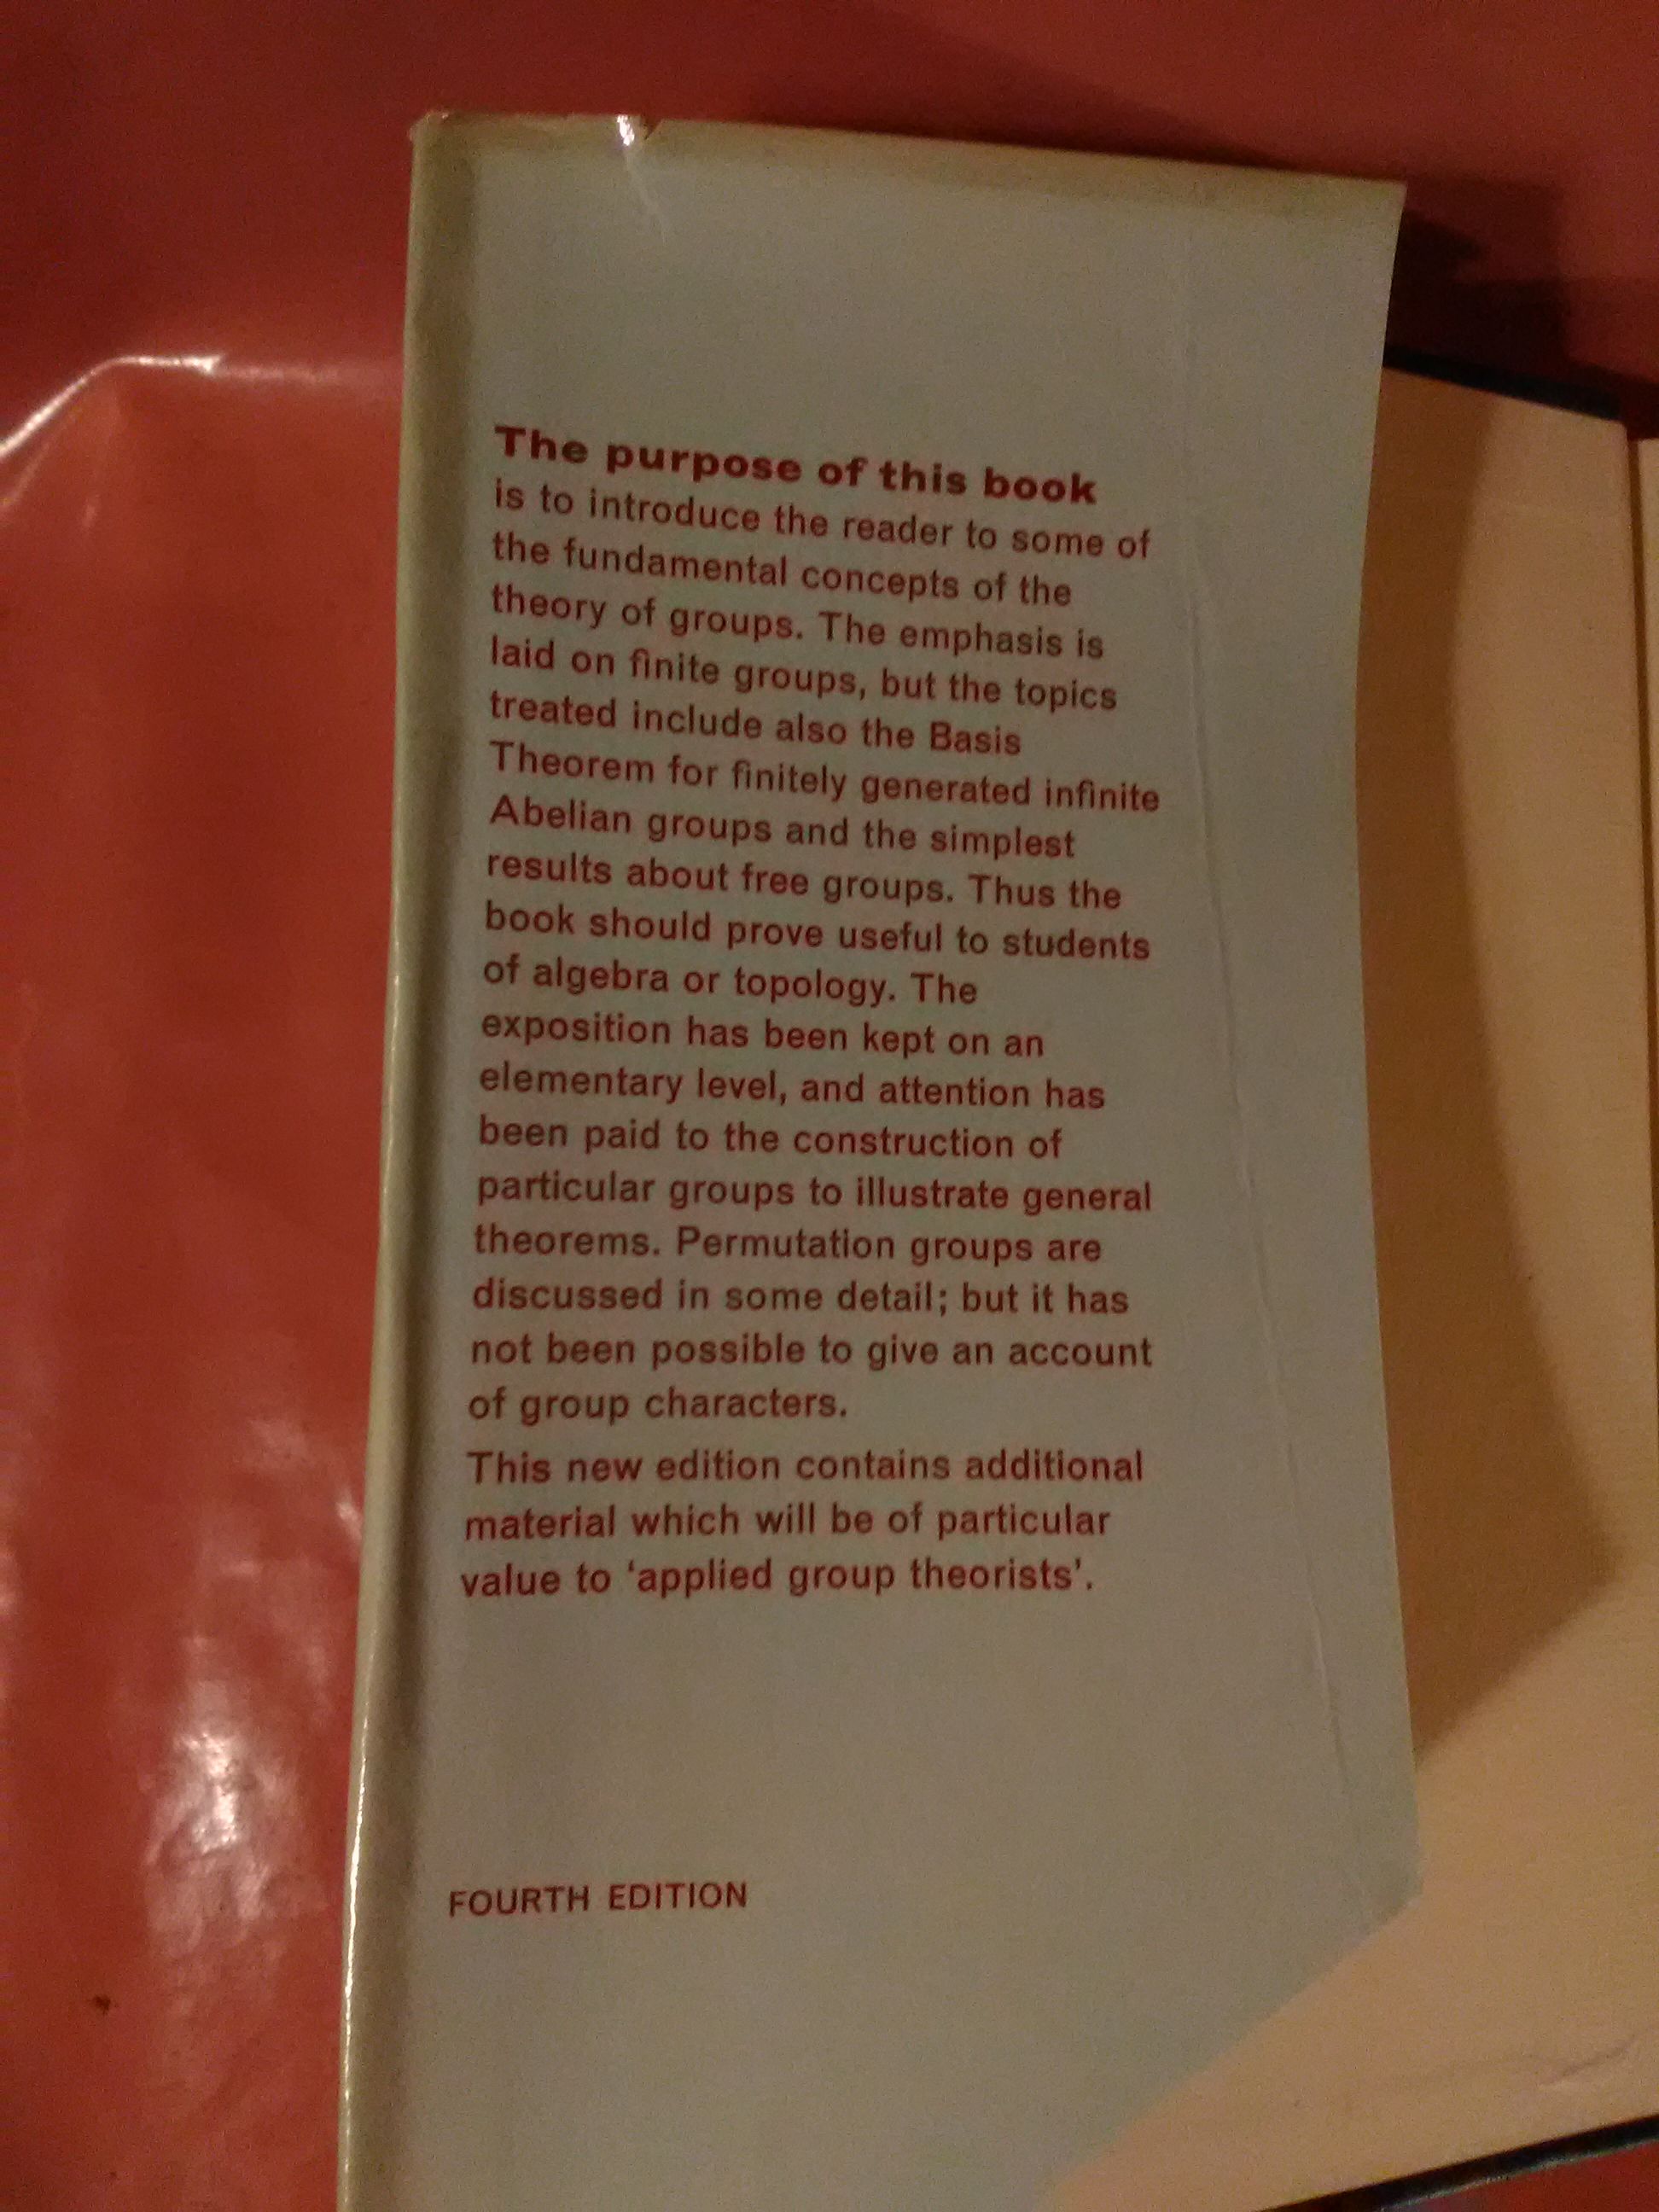 The purpose of this book
is to introduce the reader to some of
the fundamental concepts of the
theory of groups. The emphasis is
laid on finite groups, but the topics
treated include also the Basis
Theorem for finitely generated infinite
Abelian groups and the simplest
results about free groups. Thus the
book should prove useful to students
of algebra or topology. The
exposition has been kept on an
elementary level, and attention has
been paid to the construction of
particular groups to illustrate general
theorems. Permutation groups are
discussed in some detail; but it has
not been possible to give an account
of group characters.
This new edition contains additional
material which will be of particular
value to ‘applied group theorists’.
FOURTH EDITION